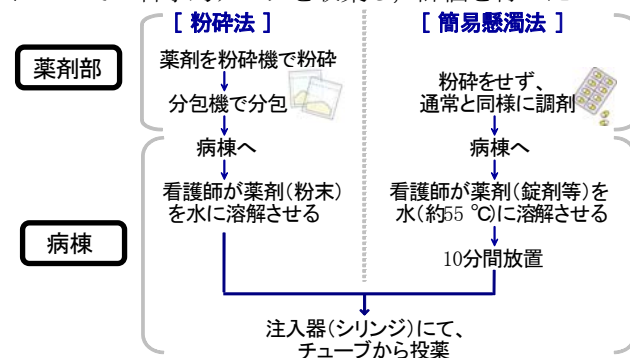 [ 粉砕法 ]
[ 簡易懸濁法 ]
薬剤部
薬剤を粉砕機で粉砕
分包機で分包
粉砕をせず、
通常と同様に調剤
病棟
病棟へ
看護師が薬剤(粉末)
を水に溶解させる
病棟へ
看護師が薬剤(錠剤等)を
水(約55 ℃)に溶解させる
10分間放置
注入器(シリンジ)にて、
チューブから投薬